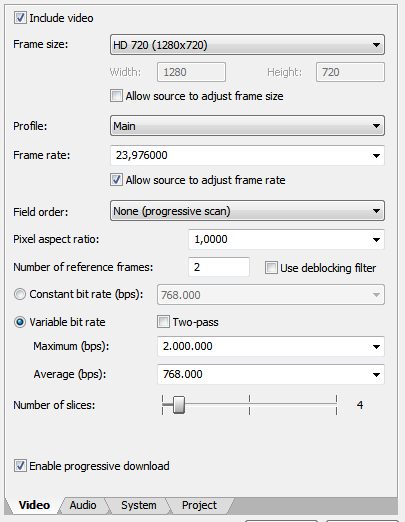 Include video
Frame size: HD 720 (1280x720)
Width: 1280 Height: 720
Allow source to adjust frame size
Profile: Main
Frame rate: 23,976000
Allow source to adjust frame rate
Field order: None (progressive scan)
Pixel aspect ratio: 1,0000
Number of reference frames: 2 Use deblocking filter
Constant bit rate (bps): 768.000
Variable bit rate Two-pass
Maximum (bps): 2.000.000
Average (bps): 768.000
Number of slices: 4
Enable progressive download
Video Audio System Project